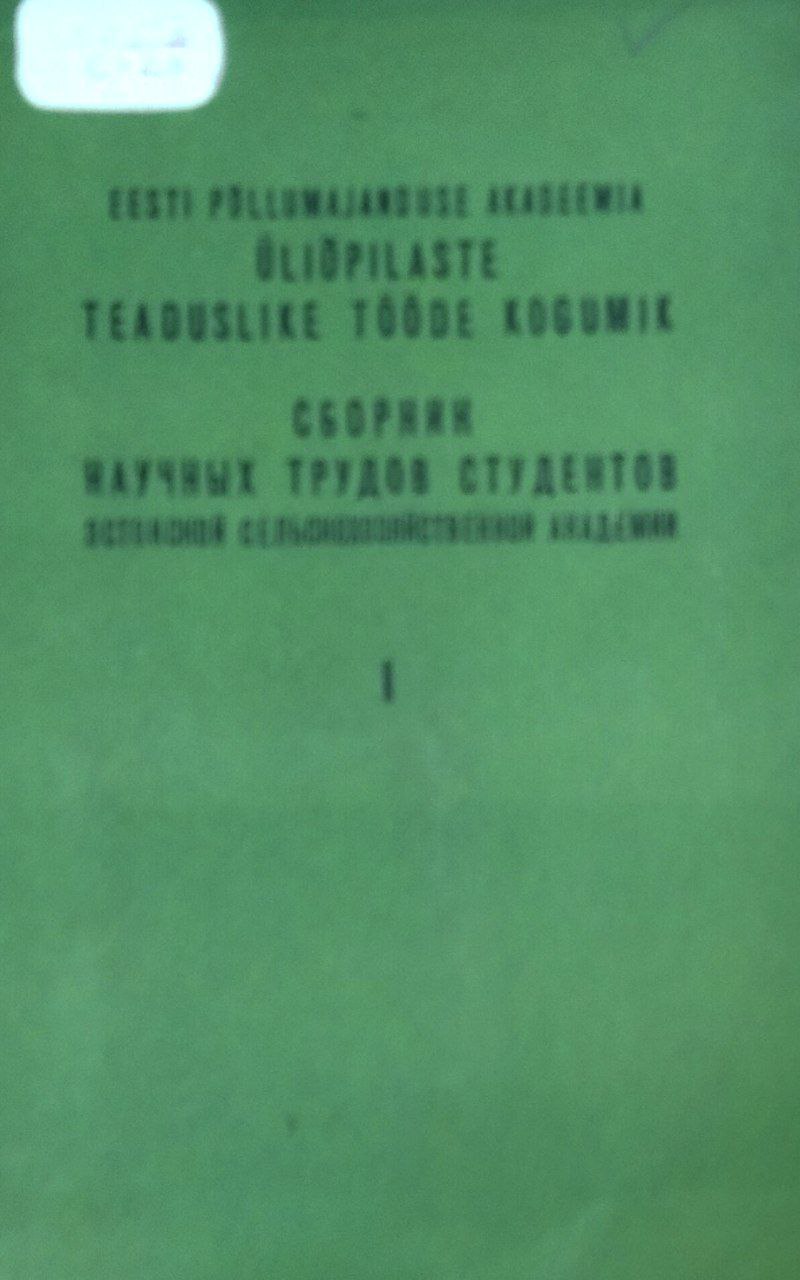 EESTI PÕLLUMAJANDUSE AKADEEMIA
ÜLIÕPILASTE
TEADUSLIKE TÖÖDE KOGUMIK
СБОРНИК
НАУЧНЫХ ТРУДОВ СТУДЕНТОВ
ЭСТОНСКОЙ СЕЛЬСКОХОЗЯЙСТВЕННОЙ АКАДЕМИИ
I